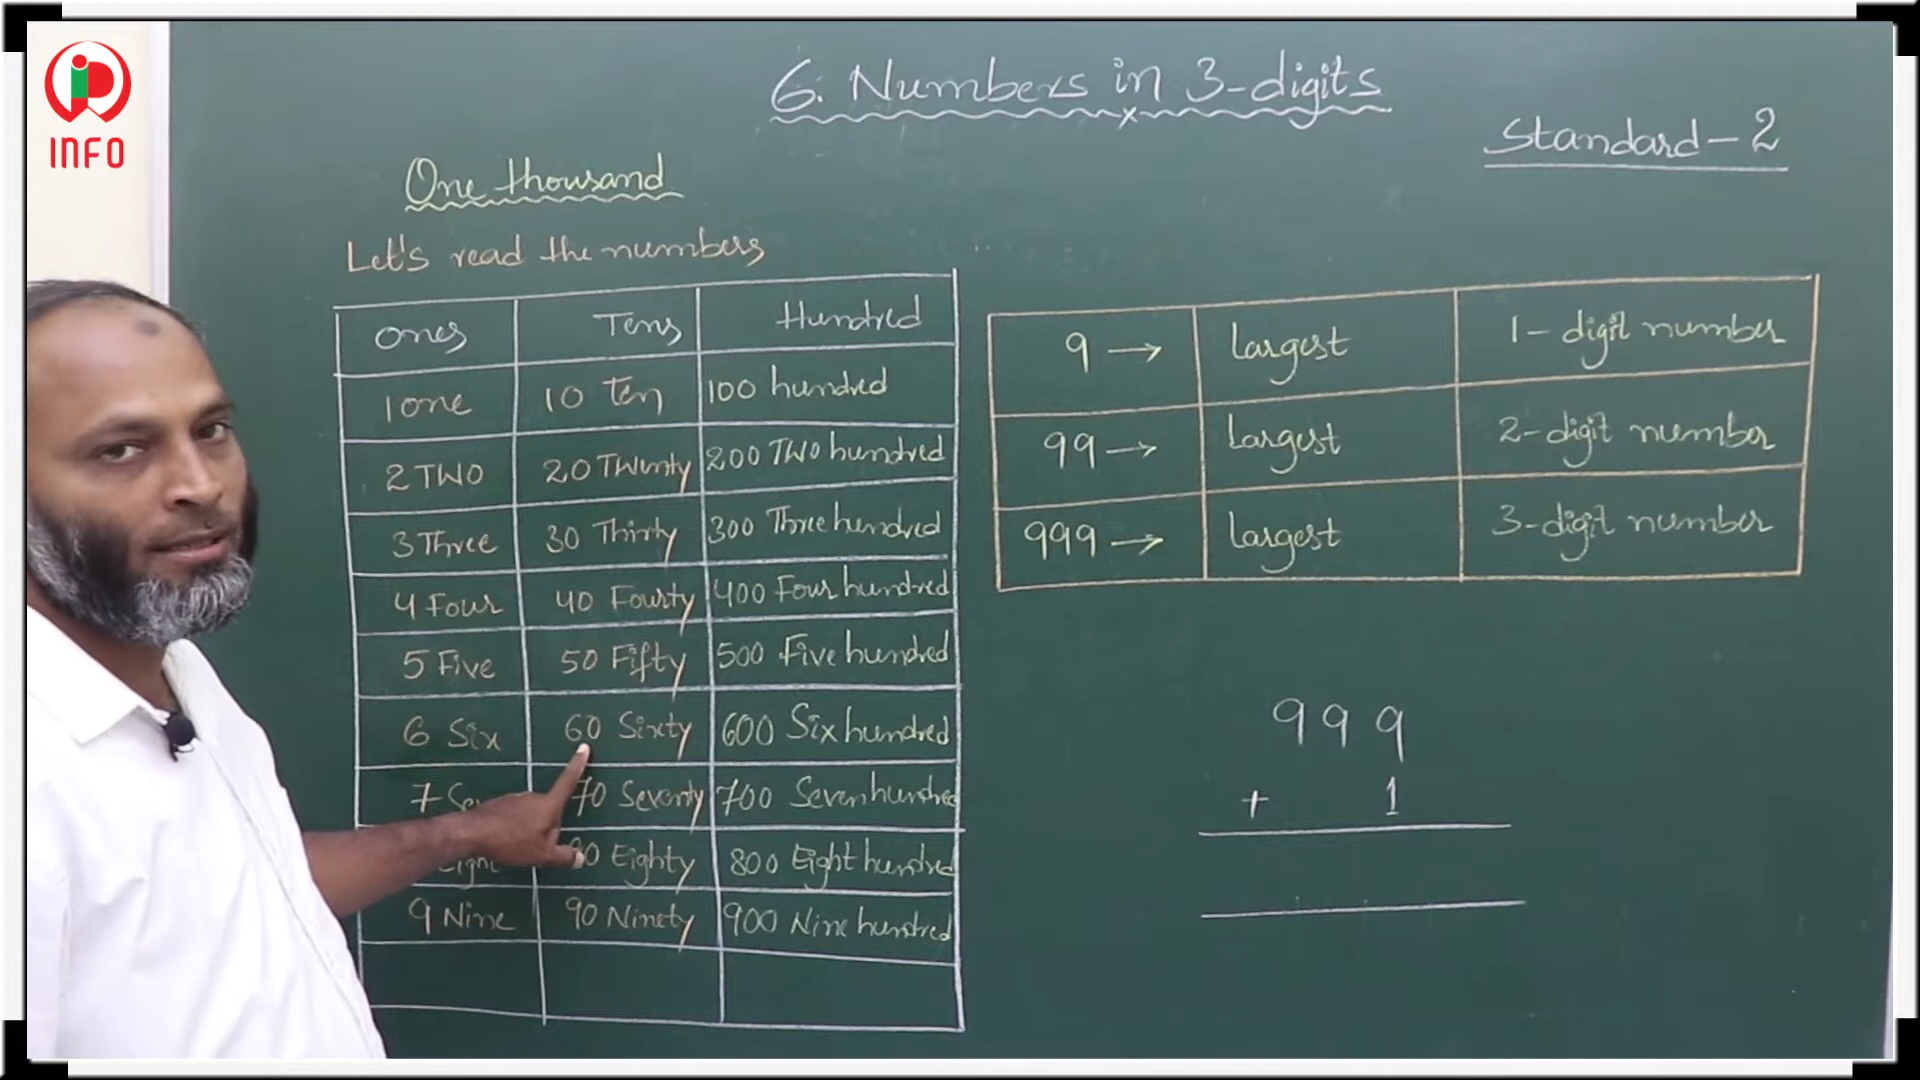 INFO
6. Numbers in 3-digits
Standard-2
One thousand
Let's read the numbers
Ones Tens Hundred
1 one 10 Ten 100 hundred
2 TWO 20 Twenty 200 TWO hundred
3 Three 30 Thirty 300 Three hundred
4 Four 40 Fourty 400 Four hundred
5 Five 50 Fifty 500 Five hundred
6 Six 60 Sixty 600 Six hundred
7 70 Seventy 700 Seven hundred
80 Eighty 800 Eight hundred
9 Nine 90 Ninety 900 Nine hundred
9 → largest 1-digit number
99 → largest 2-digit number
999 → largest 3-digit number
999
+ 1